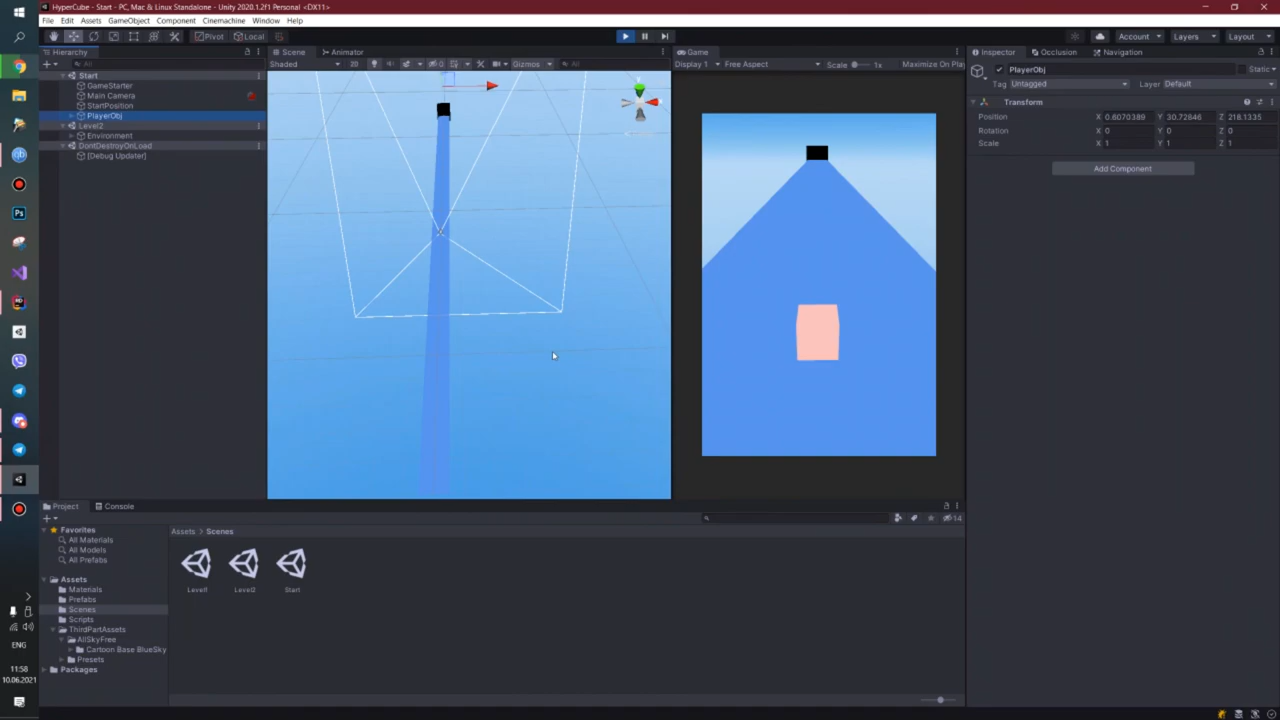 HyperCube - Start - PC, Mac & Linux Standalone - Unity 2020.1.2f1 Personal <DX11>
File Edit Assets GameObject Component Cinemachine Window Help
Pivot Local Account Layers Layout
Hierarchy Scene Animator Game Inspector Occlusion Navigation
All Shaded 2D 0 Gizmos All Display 1 Free Aspect Scale 1x Maximize On Play
Start
GameStarter
Main Camera
StartPosition
PlayerObj
Level2
Environment
DontDestroyOnLoad
[Debug Updater]
PlayerObj Static
Tag Untagged Layer Default
Transform
Position X 0.6070389 Y 30.72846 Z 218.1335
Rotation X 0 Y 0 Z 0
Scale X 1 Y 1 Z 1
Add Component
Project Console
14
Favorites
All Materials
All Models
All Prefabs
Assets
Materials
Prefabs
Scenes
Scripts
ThirdPartAssets
AllSkyFree
Cartoon Base BlueSky
Presets
Packages
Assets > Scenes
Level1 Level2 Start
Ps
ENG
11:58
10.06.2021